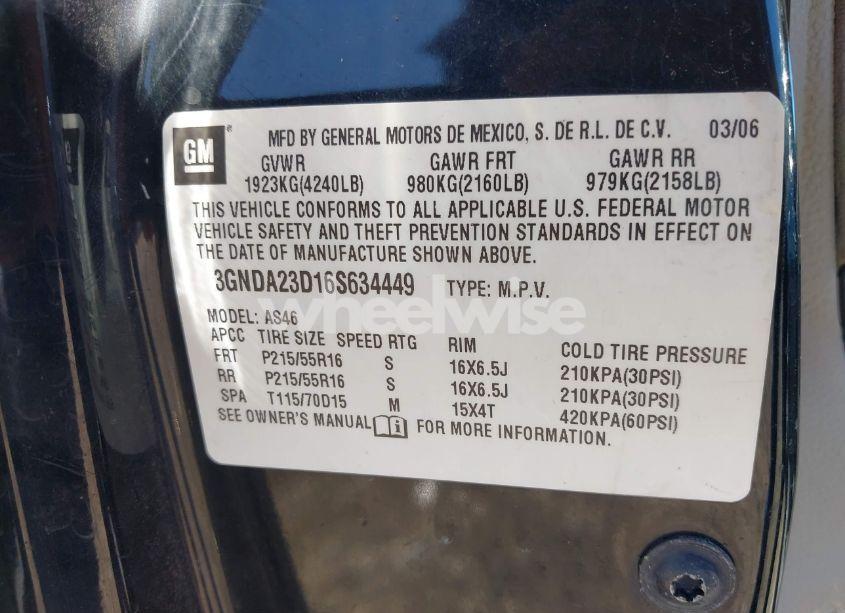 GM ® MFD BY GENERAL MOTORS DE MEXICO, S. DE R.L. DE C.V. 03/06
GVWR GAWR FRT GAWR RR
1923KG(4240LB) 980KG(2160LB) 979KG(2158LB)
THIS VEHICLE CONFORMS TO ALL APPLICABLE U.S. FEDERAL MOTOR
VEHICLE SAFETY AND THEFT PREVENTION STANDARDS IN EFFECT ON
THE DATE OF MANUFACTURE SHOWN ABOVE.
3GNDA23D16S634449 TYPE: M.P.V.
wheelwise
MODEL: AS46
APCC TIRE SIZE SPEED RTG RIM COLD TIRE PRESSURE
FRT P215/55R16 S 16X6.5J 210KPA(30PSI)
RR P215/55R16 S 16X6.5J 210KPA(30PSI)
SPA T115/70D15 M 15X4T 420KPA(60PSI)
SEE OWNER'S MANUAL i FOR MORE INFORMATION.